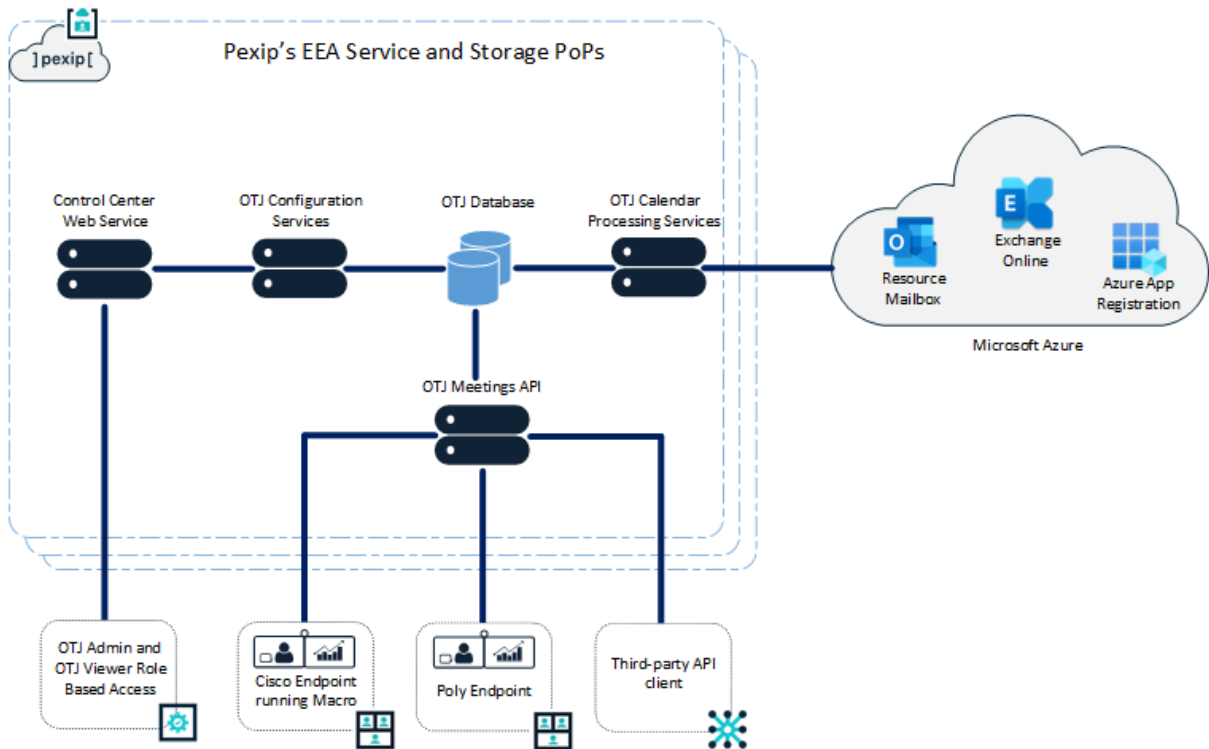 ]pexip[
Pexip's EEA Service and Storage PoPs
Control Center
Web Service
OTJ Configuration
Services
OTJ Database
OTJ Calendar
Processing Services
E
Exchange
Online
O
Resource
Mailbox
Azure App
Registration
Microsoft Azure
OTJ Meetings API
OTJ Admin and
OTJ Viewer Role
Based Access
Cisco Endpoint
running Macro
Poly Endpoint
Third-party API
client